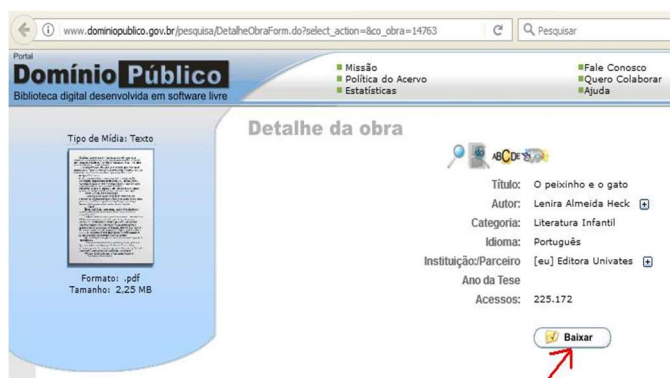 www.dominiopublico.gov.br/pesquisa/DetalheObraForm.do?select_action=&co_obra=14763
Pesquisar
Portal
Domínio Público
Biblioteca digital desenvolvida em software livre
Missão
Política do Acervo
Estatísticas
Fale Conosco
Quero Colaborar
Ajuda
Tipo de Mídia: Texto
Formato: .pdf
Tamanho: 2,25 MB
Detalhe da obra
ABCDE
Título: O peixinho e o gato
Autor: Lenira Almeida Heck
Categoria: Literatura Infantil
Idioma: Português
Instituição:/Parceiro [eu] Editora Univates
Ano da Tese
Acessos: 225.172
Baixar